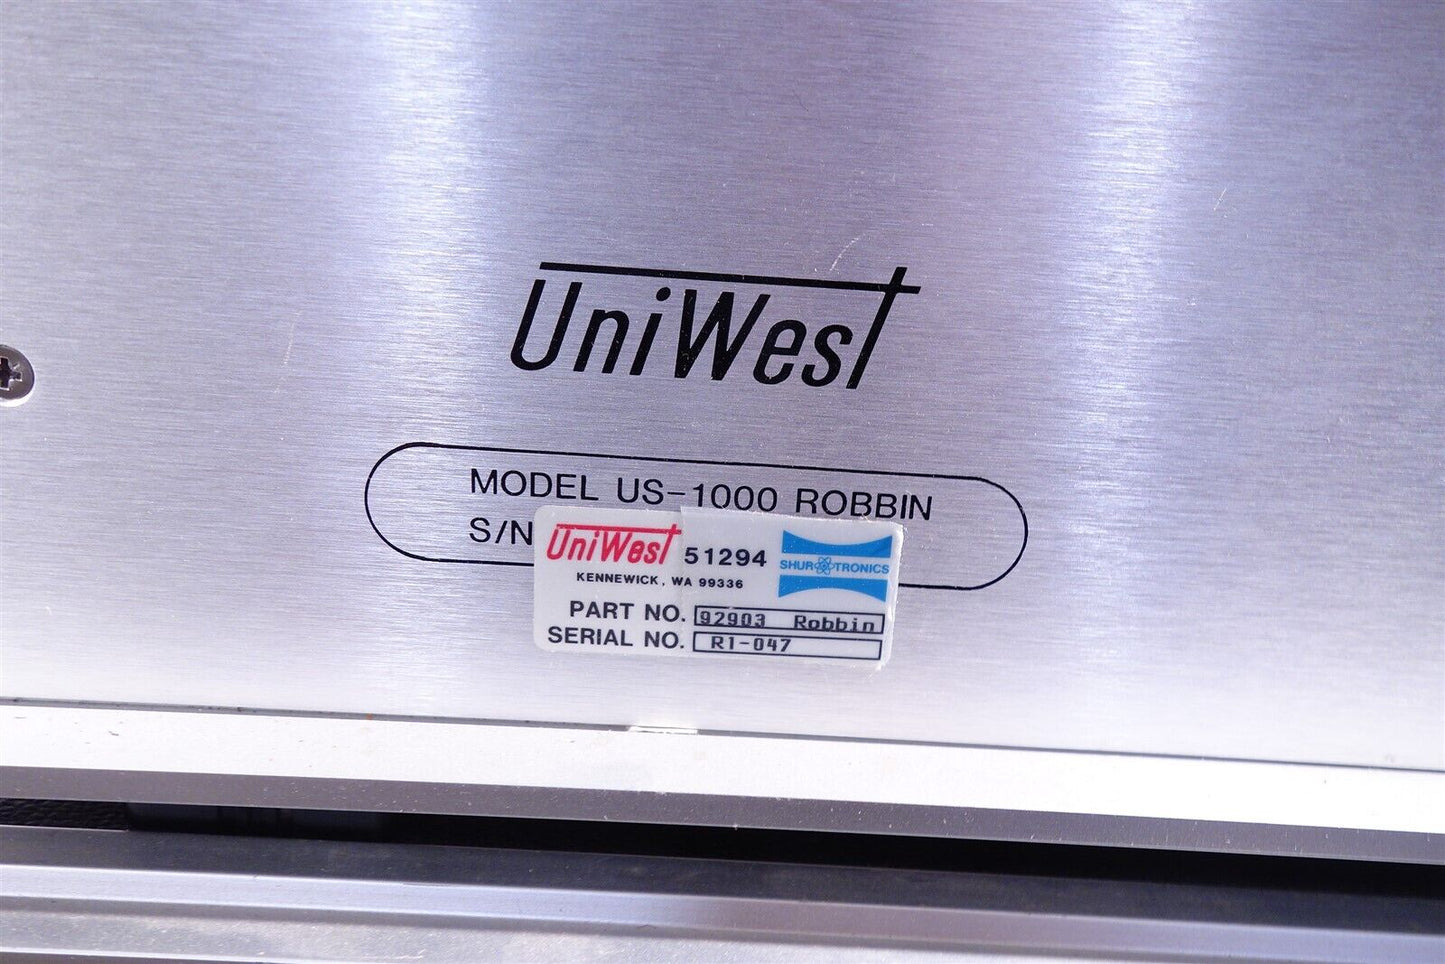 UniWest
MODEL US-1000 ROBBIN
S/N
UniWest 51294 SHUR TRONICS
KENNEWICK, WA 99336
PART NO. 92903 Robbin
SERIAL NO. R1-047